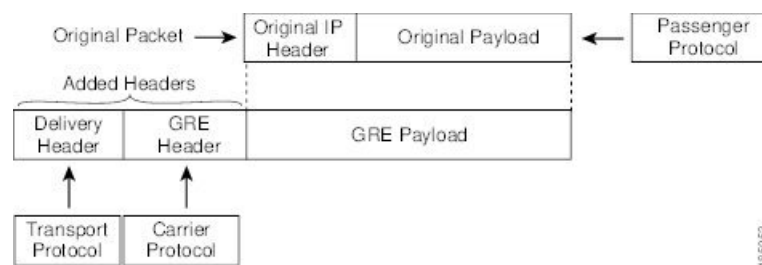 Original Packet
Original IP
Header
Original Payload
Passenger
Protocol
Added Headers
Delivery
Header
GRE
Header
GRE Payload
Transport
Protocol
Carrier
Protocol